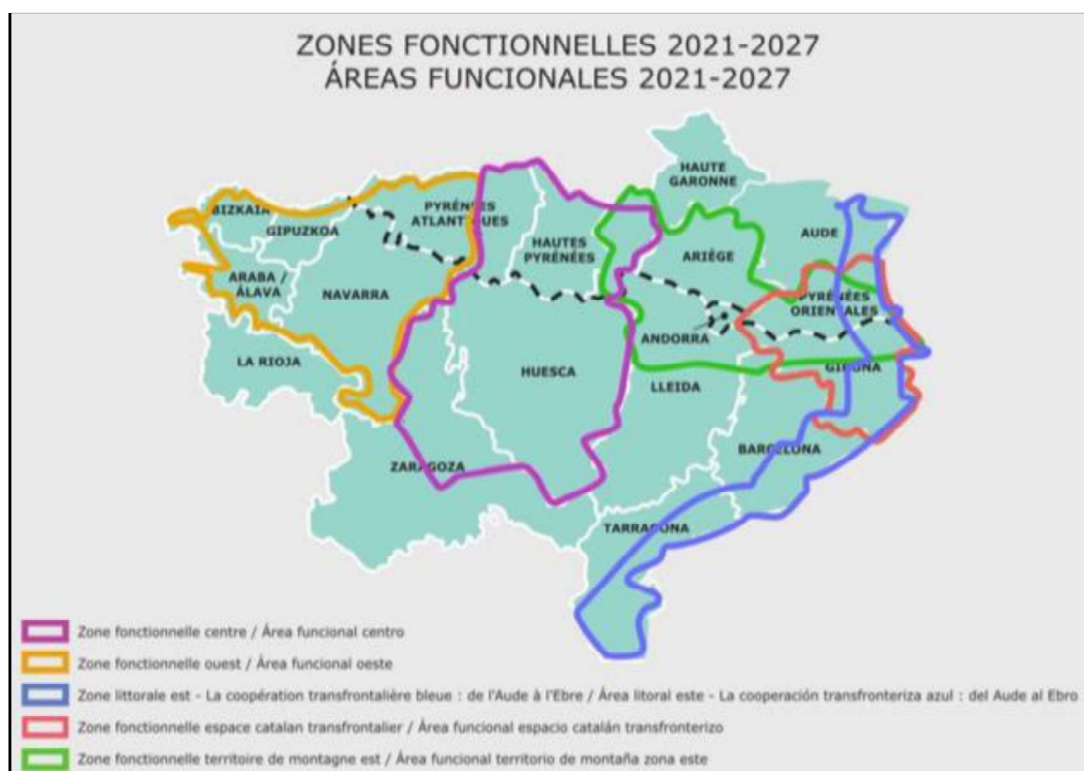 ZONES FONCTIONNELLES 2021-2027
ÁREAS FUNCIONALES 2021-2027
HAUTE
GARONNE
BIZKAIA
GIPUZKOA
PYRÉNÉES
ATLANTIQUES
HAUTES
PYRÉNÉES
ARIÈGE
AUDE
ARABA /
ÁLAVA
NAVARRA
PYRÉNÉES
ORIENTALES
ANDORRA
LA RIOJA
HUESCA
LLEIDA
GIRONA
BARCELONA
ZARAGOZA
TARRAGONA
Zone fonctionnelle centre / Área funcional centro
Zone fonctionnelle ouest / Área funcional oeste
Zone littorale est - La coopération transfrontalière bleue : de l'Aude à l'Ebre / Área litoral este - La cooperación transfronteriza azul : del Aude al Ebro
Zone fonctionnelle espace catalan transfrontalier / Área funcional espacio catalán transfronterizo
Zone fonctionnelle territoire de montagne est / Área funcional territorio de montaña zona este